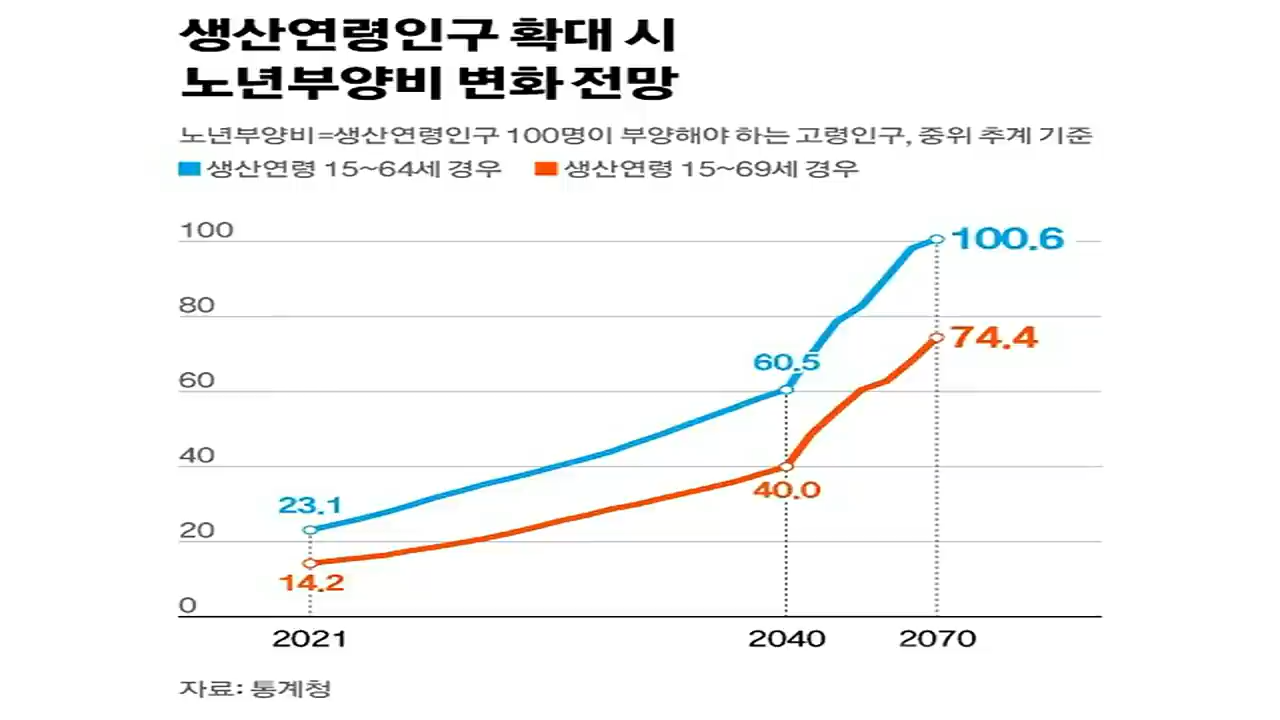 생산연령인구 확대 시
노년부양비 변화 전망
노년부양비=생산연령인구 100명이 부양해야 하는 고령인구, 중위 추계 기준
생산연령 15~64세 경우 생산연령 15~69세 경우
100
100.6
80
74.4
60.5
60
40
40.0
23.1
20
14.2
0
2021 2040 2070
자료: 통계청